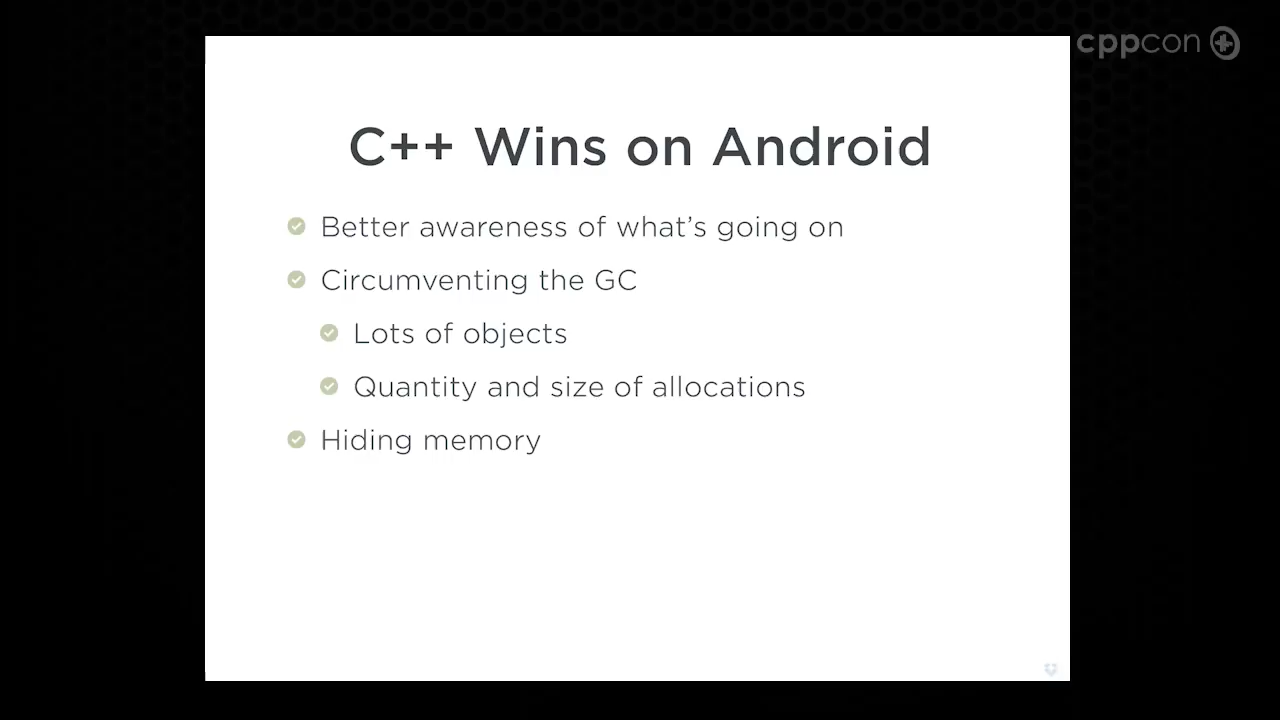 cppcon
C++ Wins on Android
Better awareness of what's going on
Circumventing the GC
Lots of objects
Quantity and size of allocations
Hiding memory